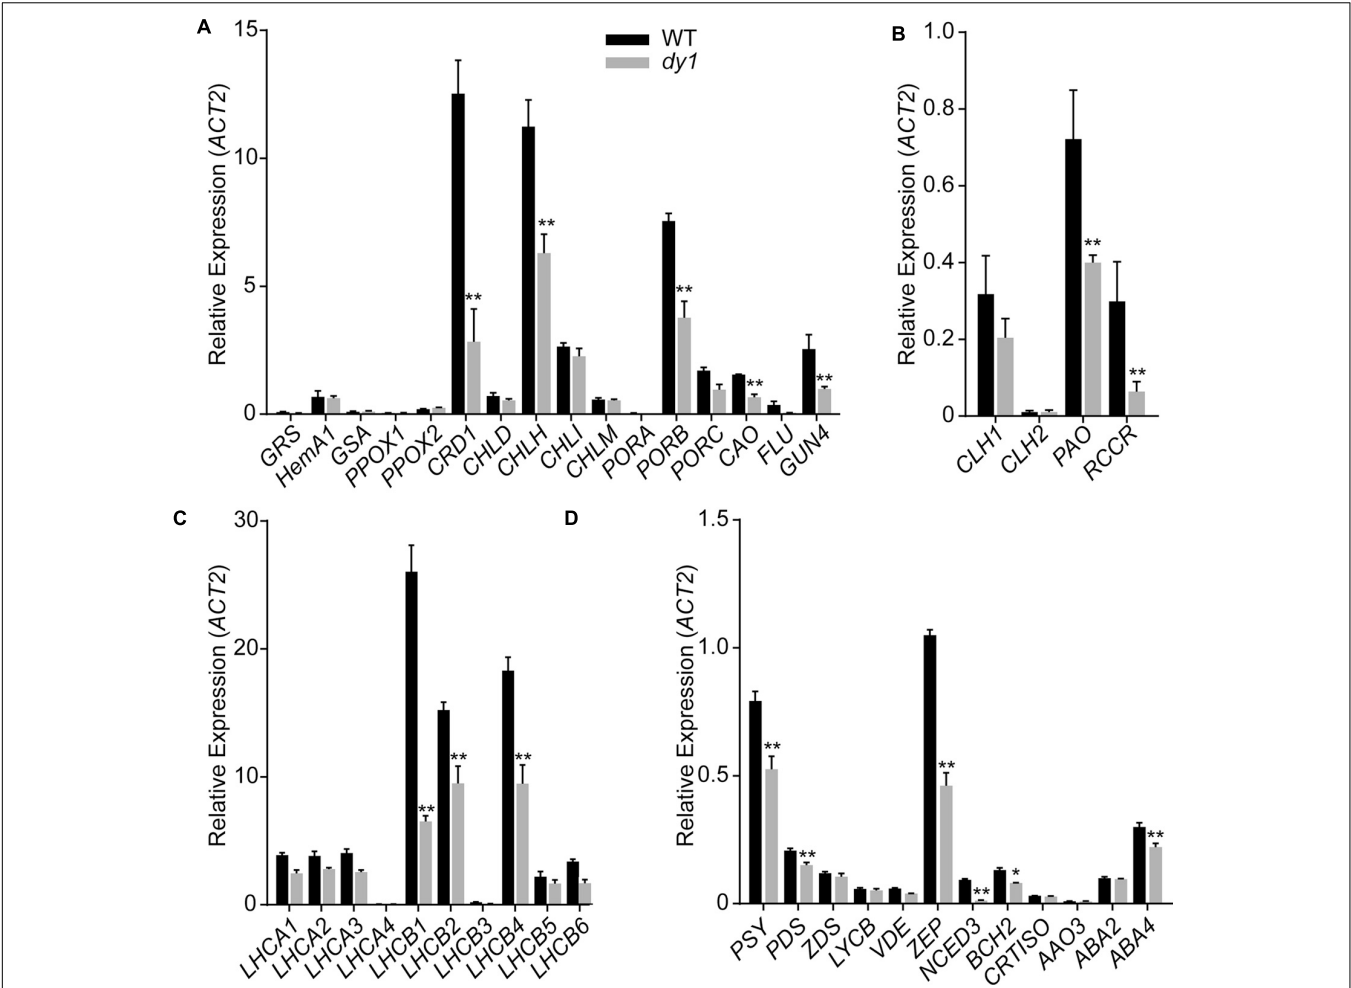 A
WT
dy1
Relative Expression (ACT2)
15
10
5
0
**
**
**
**
**
GRS
HemA1
GSA
PPOX1
PPOX2
CRD1
CHLD
CHLH
CHLI
CHLM
PORA
PORB
PORC
CAO
FLU
GUN4
B
Relative Expression (ACT2)
1.0
0.8
0.6
0.4
0.2
0
**
**
CLH1
CLH2
PAO
RCCR
C
Relative Expression (ACT2)
30
20
10
0
**
**
**
LHCA1
LHCA2
LHCA3
LHCA4
LHCB1
LHCB2
LHCB3
LHCB4
LHCB5
LHCB6
D
Relative Expression (ACT2)
1.5
1.0
0.5
0
**
**
**
**
*
**
PSY
PDS
ZDS
LYCB
VDE
ZEP
NCED3
BCH2
CRTISO
AAO3
ABA2
ABA4